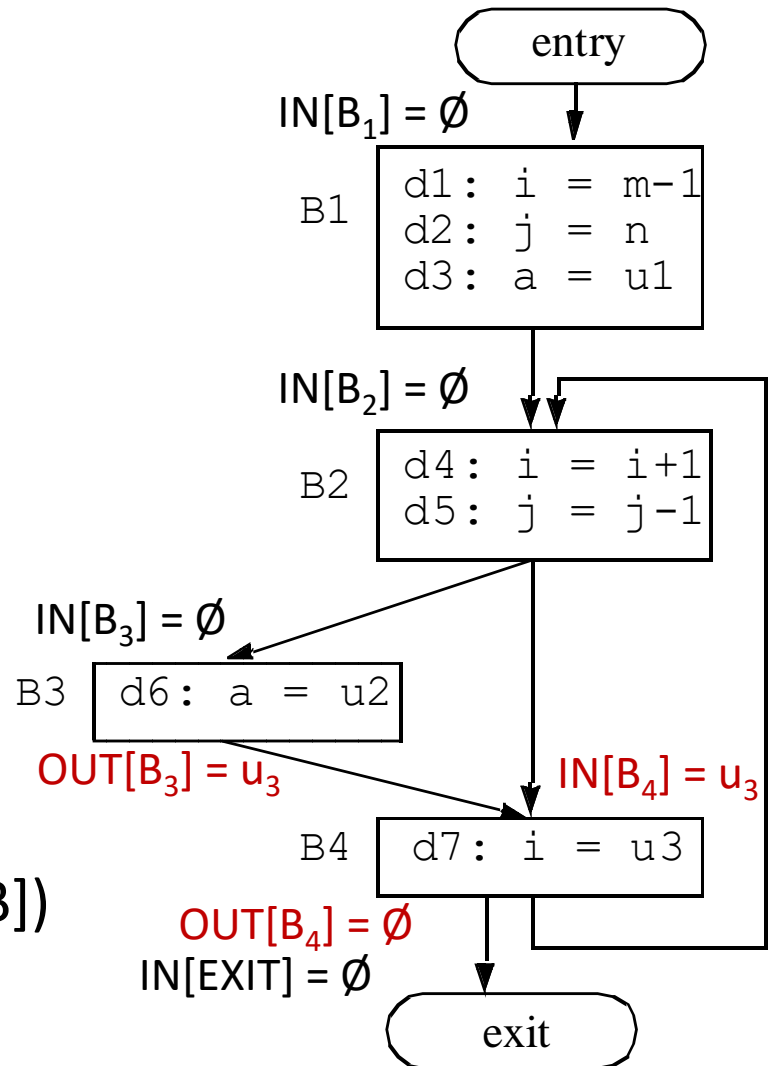 entry
IN[B₁] = Ø
B1
d1: i = m-1
d2: j = n
d3: a = u1
IN[B₂] = Ø
B2
d4: i = i+1
d5: j = j-1
IN[B₃] = Ø
B3
d6: a = u2
OUT[B₃] = u₃
IN[B₄] = u₃
B4
d7: i = u3
B])
OUT[B₄] = Ø
IN[EXIT] = Ø
exit